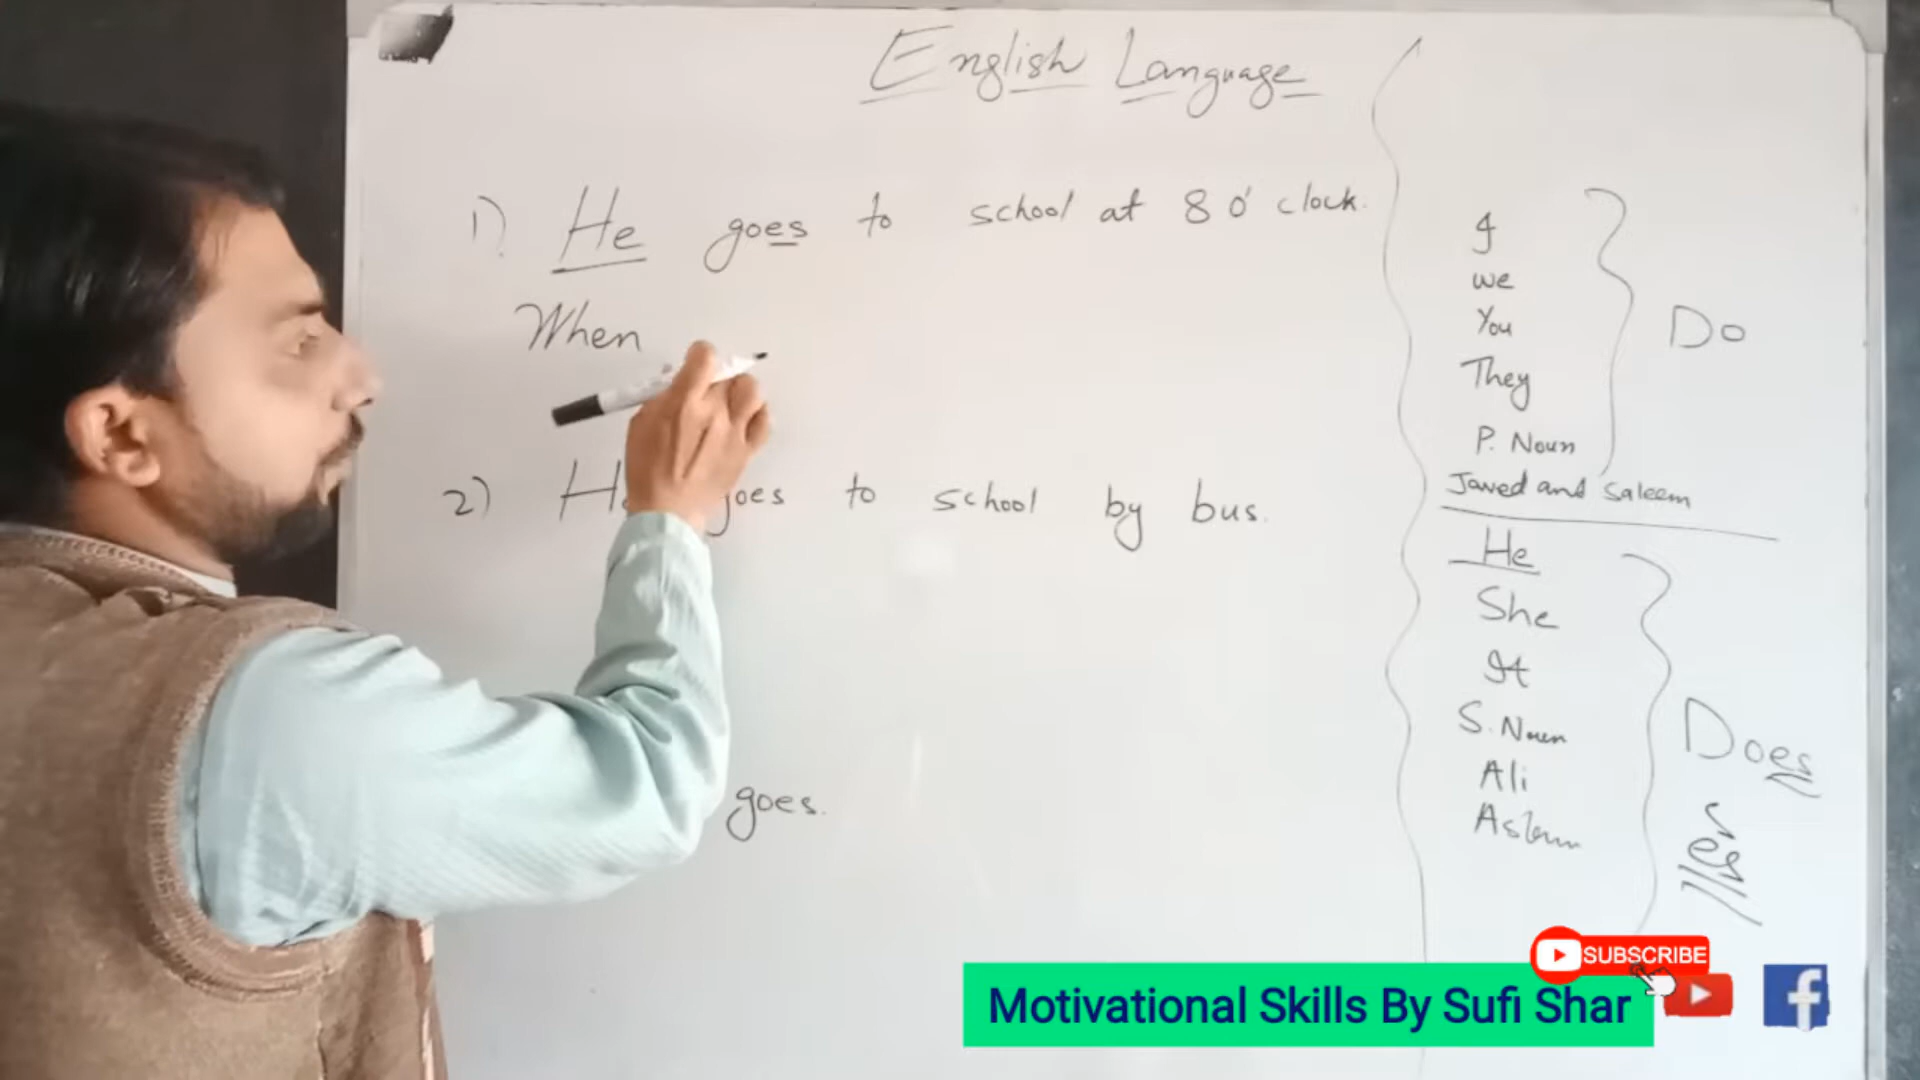 English Language
1) He goes to school at 8 o' clock.
When
2) goes to school by bus.
goes.
I
we
You
They
P. Noun
Javed and Saleem
Do
He
She
It
S. Noun
Ali
Aslam
Does
es
SUBSCRIBE
Motivational Skills By Sufi Shar
f